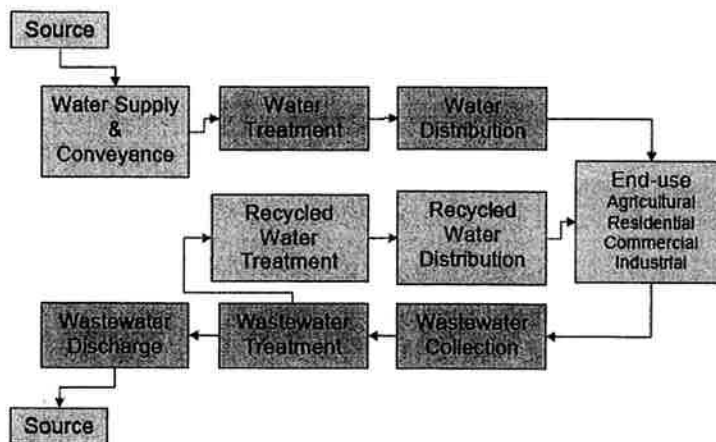 Source
Water Supply
&
Conveyance
Water
Treatment
Water
Distribution
End-use
Agricultural
Residential
Commercial
Industrial
Recycled
Water
Treatment
Recycled
Water
Distribution
Wastewater
Discharge
Wastewater
Treatment
Wastewater
Collection
Source